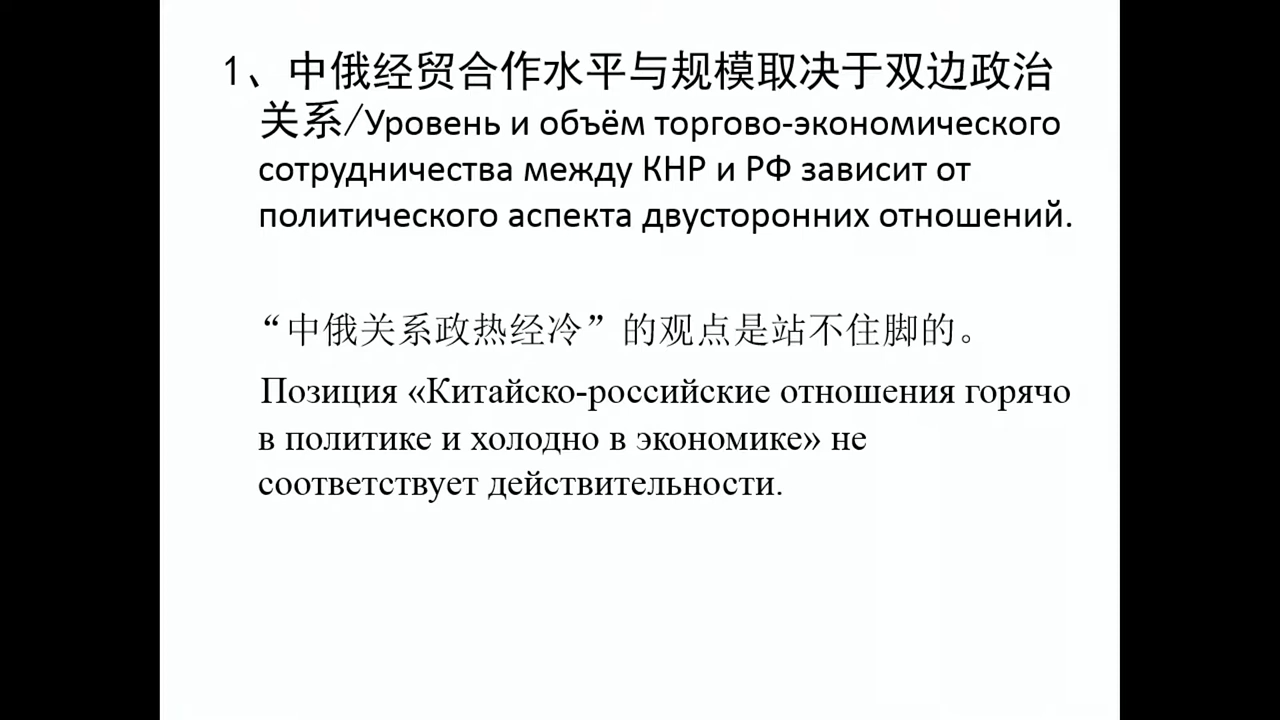 1、中俄经贸合作水平与规模取决于双边政治
关系/Уровень и объём торгово-экономического
сотрудничества между КНР и РФ зависит от
политического аспекта двусторонних отношений.
“中俄关系政热经冷”的观点是站不住脚的。
Позиция «Китайско-российские отношения горячо
в политике и холодно в экономике» не
соответствует действительности.